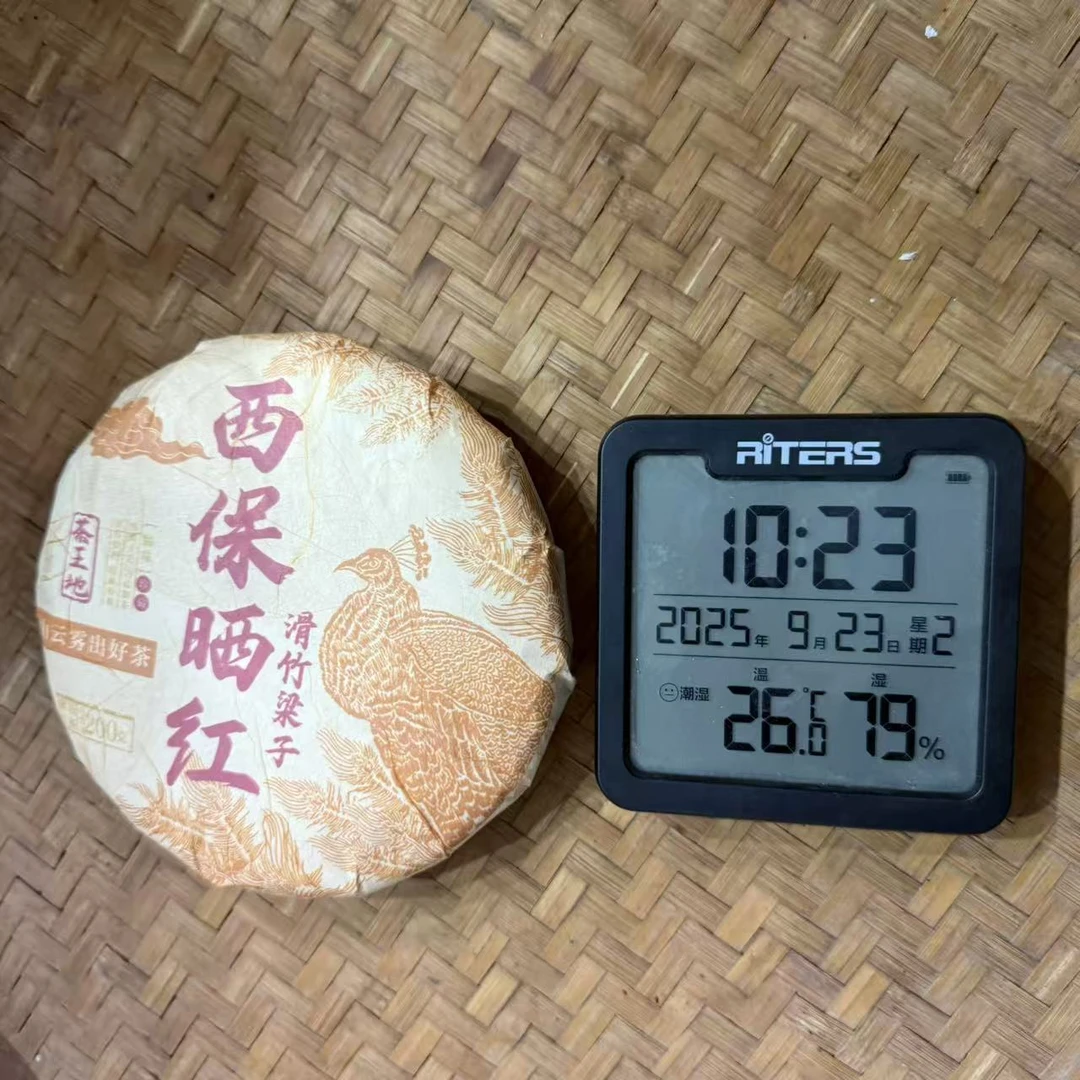 西保晒红
滑竹梁子
茶王地
云雾出好茶
200
RITERS
10:23
2025年 9月23日 星期2
温 湿
潮湿 26.0℃ 79%